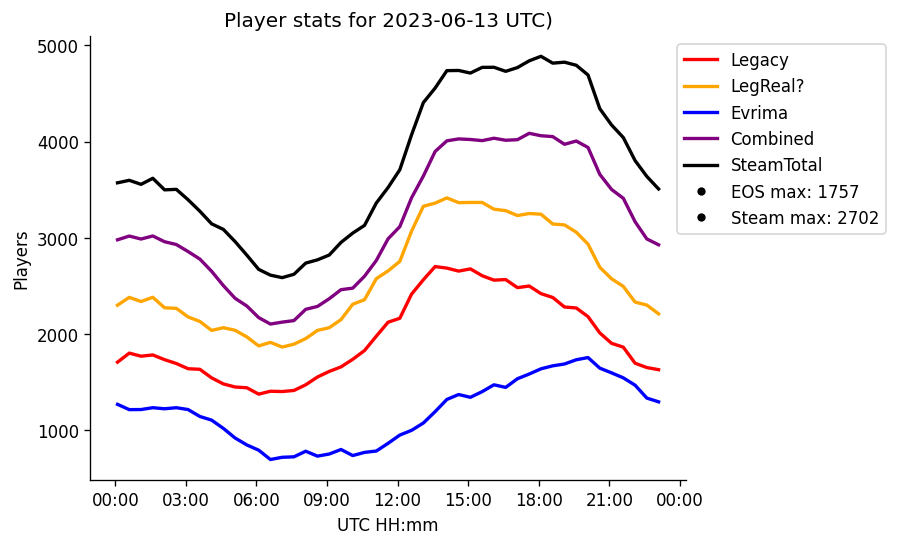 Player stats for 2023-06-13 UTC)
5000
4000
3000
2000
1000
Players
00:00 03:00 06:00 09:00 12:00 15:00 18:00 21:00 00:00
UTC HH:mm
Legacy
LegReal?
Evrima
Combined
SteamTotal
EOS max: 1757
Steam max: 2702